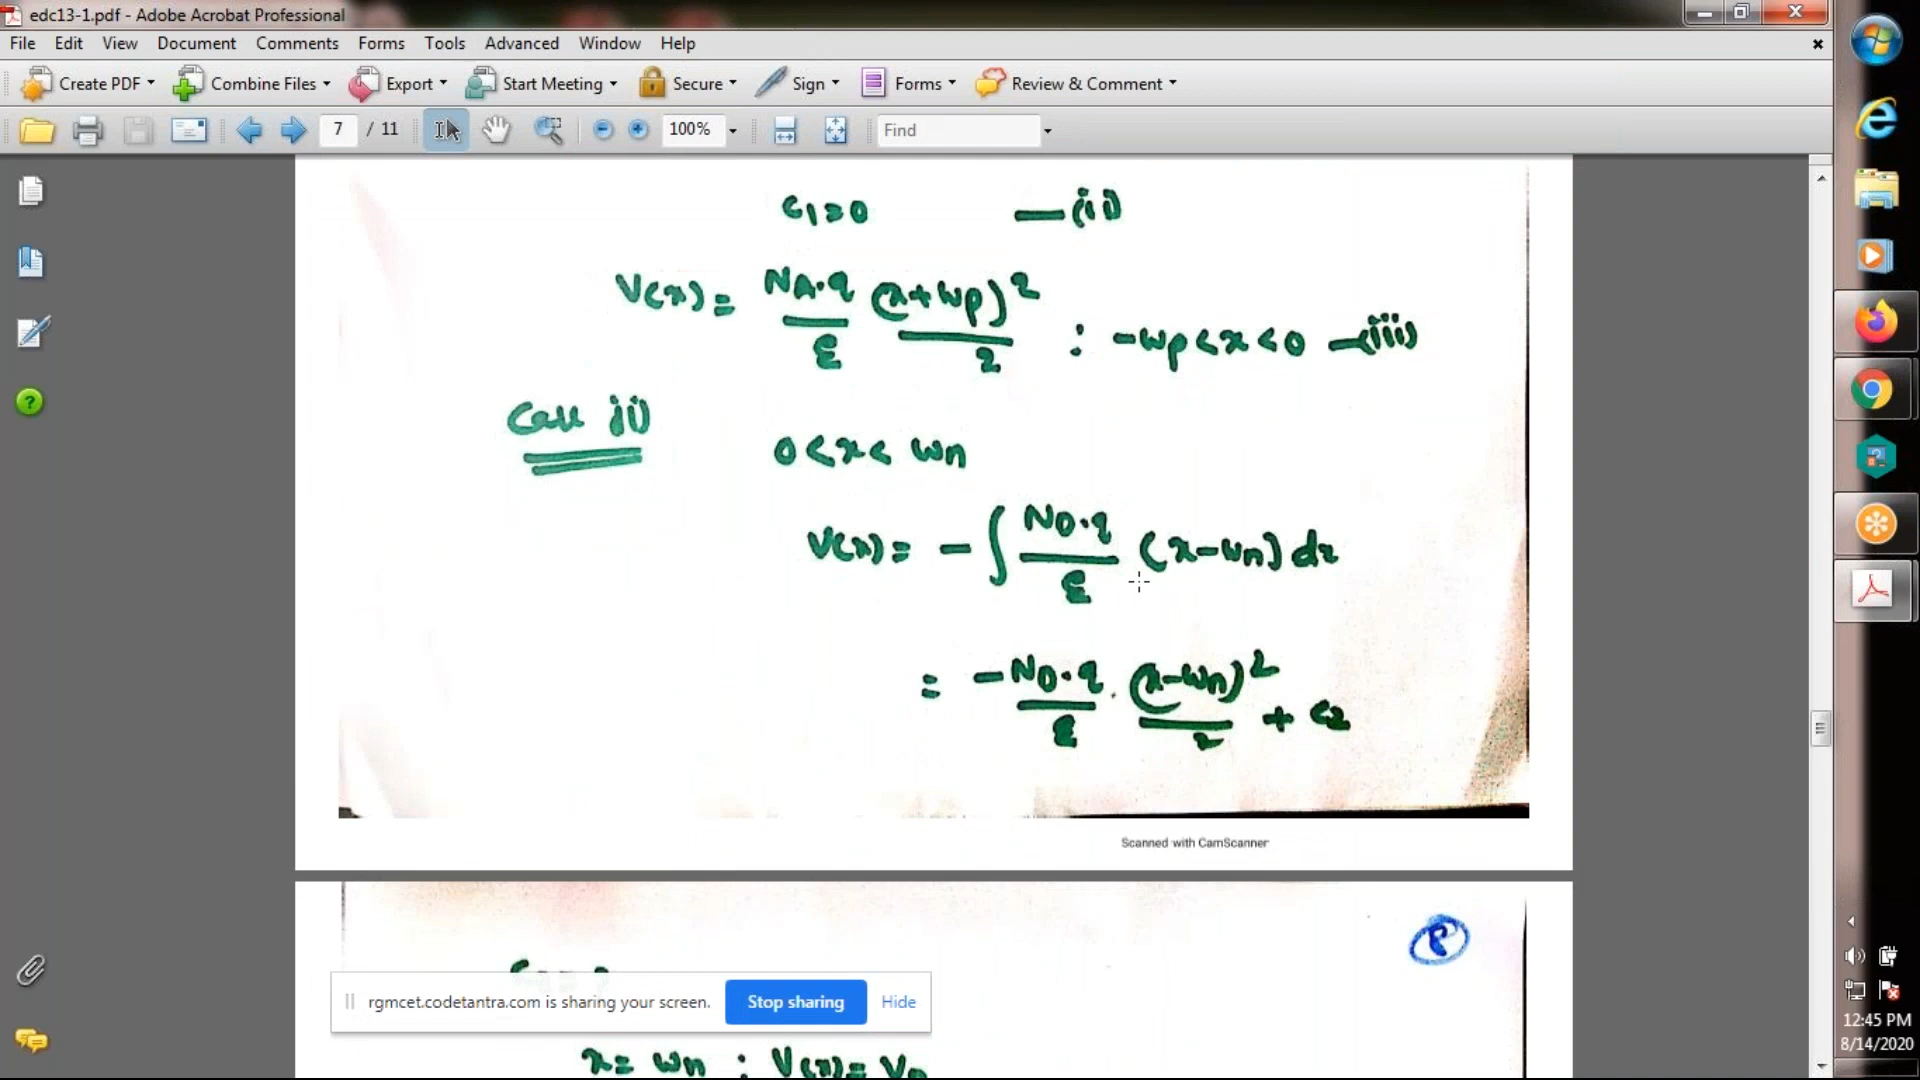 edc13-1.pdf - Adobe Acrobat Professional
File Edit View Document Comments Forms Tools Advanced Window Help
Create PDF Combine Files Export Start Meeting Secure Sign Forms Review & Comment
7 / 11 100% Find
c1=0 —(ii)
V(x) = NA·q/ε (x+wp)²/2 : -wp<x<0 —(iii)
Case ii)
0<x<wn
V(x) = -∫ ND·q/ε (x-wn) dx
= -ND·q/ε · (x-wn)²/2 + c2
Scanned with CamScanner
8
rgmcet.codetantra.com is sharing your screen. Stop sharing Hide
x= wn : V(x)=
12:45 PM
8/14/2020